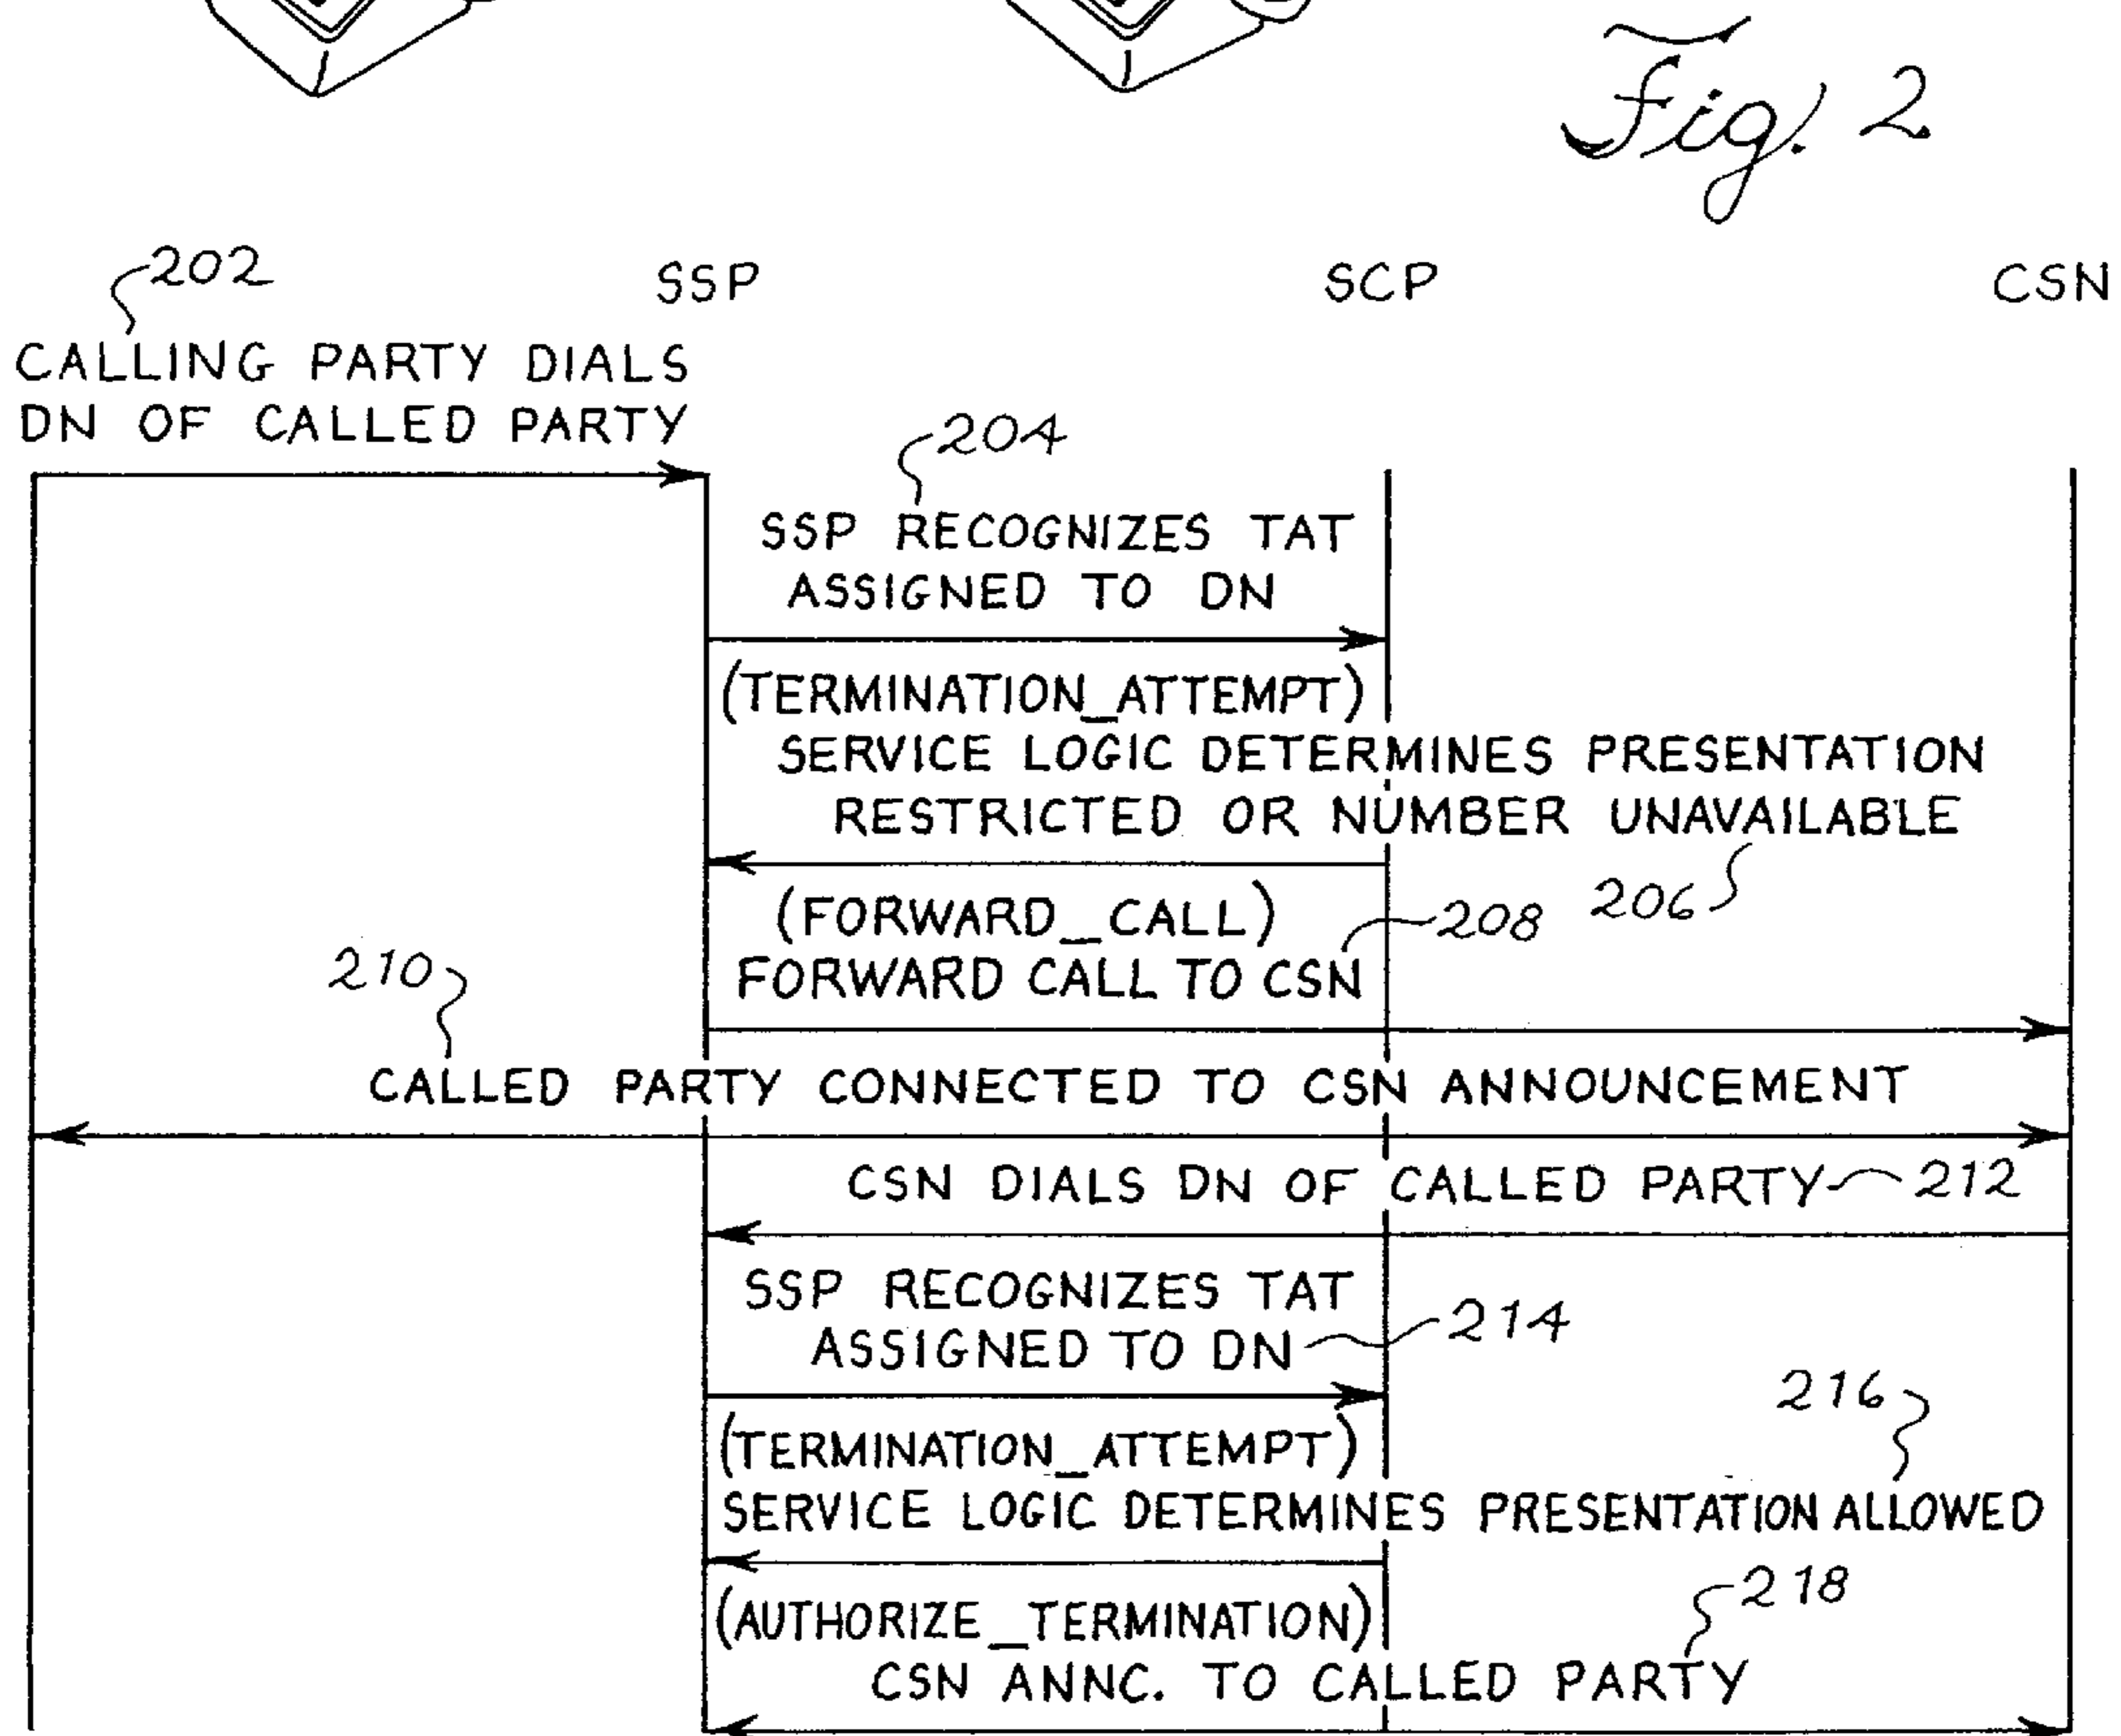 Fig. 2
202
SSP
SCP
CSN
CALLING PARTY DIALS
DN OF CALLED PARTY
204
SSP RECOGNIZES TAT
ASSIGNED TO DN
(TERMINATION_ATTEMPT)
SERVICE LOGIC DETERMINES PRESENTATION
RESTRICTED OR NUMBER UNAVAILABLE
206
(FORWARD_CALL)
208
FORWARD CALL TO CSN
210
CALLED PARTY CONNECTED TO CSN ANNOUNCEMENT
CSN DIALS DN OF CALLED PARTY 212
SSP RECOGNIZES TAT
ASSIGNED TO DN 214
216
(TERMINATION_ATTEMPT)
SERVICE LOGIC DETERMINES PRESENTATION ALLOWED
218
(AUTHORIZE_TERMINATION)
CSN ANNC. TO CALLED PARTY